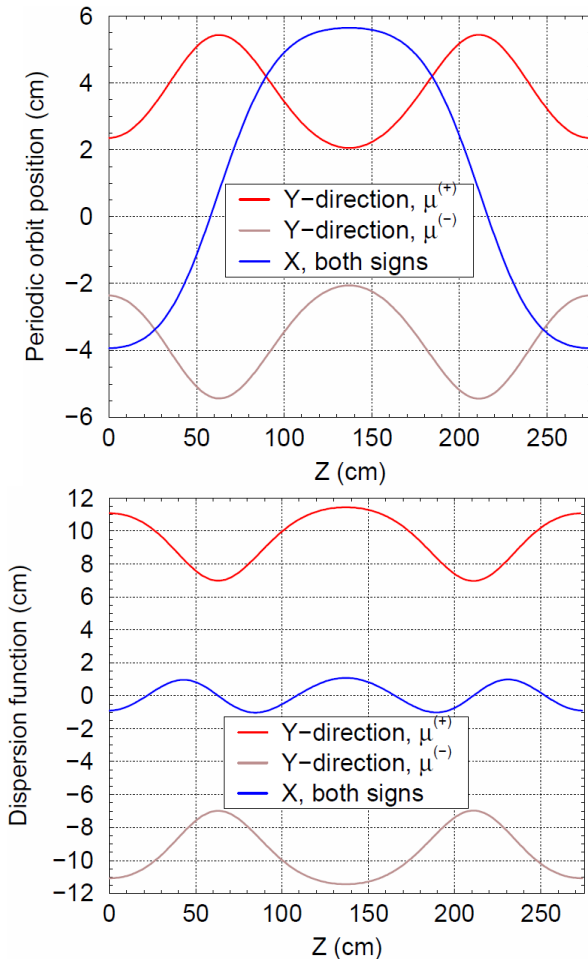 Periodic orbit position (cm)
6
4
2
0
−2
−4
−6
Y−direction, μ(+)
Y−direction, μ(−)
X, both signs
0 50 100 150 200 250
Z (cm)
Dispersion function (cm)
12
10
8
6
4
2
0
−2
−4
−6
−8
−10
−12
Y−direction, μ(+)
Y−direction, μ(−)
X, both signs
0 50 100 150 200 250
Z (cm)